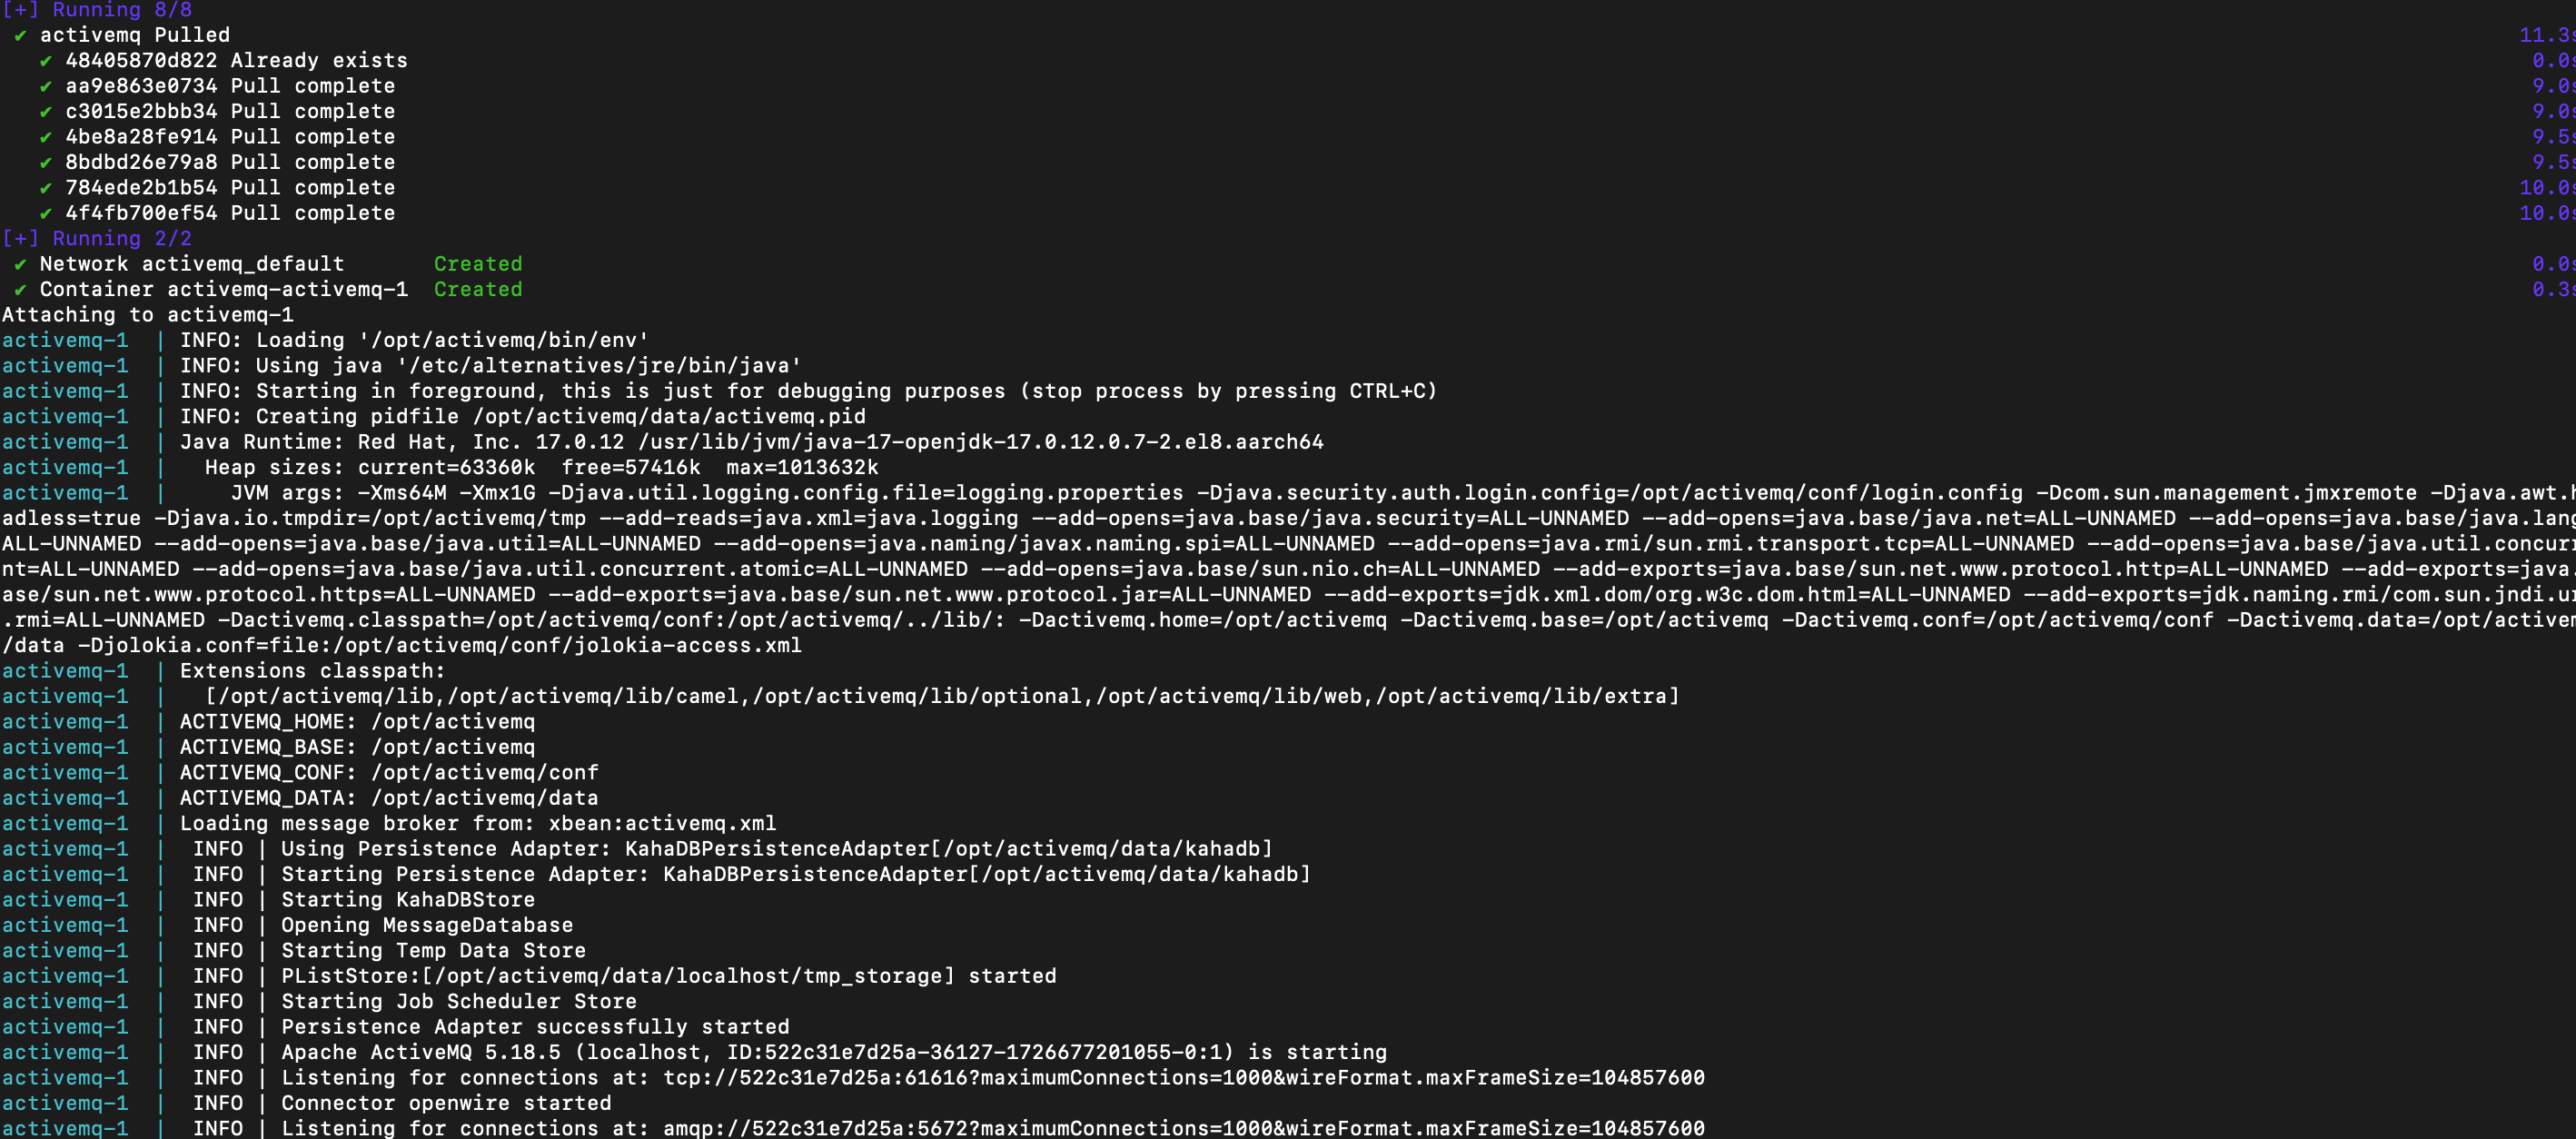 [+] Running 8/8
✔ activemq Pulled 11.3s
✔ 48405870d822 Already exists 0.0s
✔ aa9e863e0734 Pull complete 9.0s
✔ c3015e2bbb34 Pull complete 9.0s
✔ 4be8a28fe914 Pull complete 9.5s
✔ 8bdbd26e79a8 Pull complete 9.5s
✔ 784ede2b1b54 Pull complete 10.0s
✔ 4f4fb700ef54 Pull complete 10.0s
[+] Running 2/2
✔ Network activemq_default Created 0.0s
✔ Container activemq-activemq-1 Created 0.3s
Attaching to activemq-1
activemq-1 | INFO: Loading '/opt/activemq/bin/env'
activemq-1 | INFO: Using java '/etc/alternatives/jre/bin/java'
activemq-1 | INFO: Starting in foreground, this is just for debugging purposes (stop process by pressing CTRL+C)
activemq-1 | INFO: Creating pidfile /opt/activemq/data/activemq.pid
activemq-1 | Java Runtime: Red Hat, Inc. 17.0.12 /usr/lib/jvm/java-17-openjdk-17.0.12.0.7-2.el8.aarch64
activemq-1 | Heap sizes: current=63360k free=57416k max=1013632k
activemq-1 | JVM args: -Xms64M -Xmx1G -Djava.util.logging.config.file=logging.properties -Djava.security.auth.login.config=/opt/activemq/conf/login.config -Dcom.sun.management.jmxremote -Djava.awt.h
adless=true -Djava.io.tmpdir=/opt/activemq/tmp --add-reads=java.xml=java.logging --add-opens=java.base/java.security=ALL-UNNAMED --add-opens=java.base/java.net=ALL-UNNAMED --add-opens=java.base/java.lang
ALL-UNNAMED --add-opens=java.base/java.util=ALL-UNNAMED --add-opens=java.naming/javax.naming.spi=ALL-UNNAMED --add-opens=java.rmi/sun.rmi.transport.tcp=ALL-UNNAMED --add-opens=java.base/java.util.concurr
nt=ALL-UNNAMED --add-opens=java.base/java.util.concurrent.atomic=ALL-UNNAMED --add-opens=java.base/sun.nio.ch=ALL-UNNAMED --add-exports=java.base/sun.net.www.protocol.http=ALL-UNNAMED --add-exports=java.
ase/sun.net.www.protocol.https=ALL-UNNAMED --add-exports=java.base/sun.net.www.protocol.jar=ALL-UNNAMED --add-exports=jdk.xml.dom/org.w3c.dom.html=ALL-UNNAMED --add-exports=jdk.naming.rmi/com.sun.jndi.ur
.rmi=ALL-UNNAMED -Dactivemq.classpath=/opt/activemq/conf:/opt/activemq/../lib/: -Dactivemq.home=/opt/activemq -Dactivemq.base=/opt/activemq -Dactivemq.conf=/opt/activemq/conf -Dactivemq.data=/opt/activem
/data -Djolokia.conf=file:/opt/activemq/conf/jolokia-access.xml
activemq-1 | Extensions classpath:
activemq-1 | [/opt/activemq/lib,/opt/activemq/lib/camel,/opt/activemq/lib/optional,/opt/activemq/lib/web,/opt/activemq/lib/extra]
activemq-1 | ACTIVEMQ_HOME: /opt/activemq
activemq-1 | ACTIVEMQ_BASE: /opt/activemq
activemq-1 | ACTIVEMQ_CONF: /opt/activemq/conf
activemq-1 | ACTIVEMQ_DATA: /opt/activemq/data
activemq-1 | Loading message broker from: xbean:activemq.xml
activemq-1 | INFO | Using Persistence Adapter: KahaDBPersistenceAdapter[/opt/activemq/data/kahadb]
activemq-1 | INFO | Starting Persistence Adapter: KahaDBPersistenceAdapter[/opt/activemq/data/kahadb]
activemq-1 | INFO | Starting KahaDBStore
activemq-1 | INFO | Opening MessageDatabase
activemq-1 | INFO | Starting Temp Data Store
activemq-1 | INFO | PListStore:[/opt/activemq/data/localhost/tmp_storage] started
activemq-1 | INFO | Starting Job Scheduler Store
activemq-1 | INFO | Persistence Adapter successfully started
activemq-1 | INFO | Apache ActiveMQ 5.18.5 (localhost, ID:522c31e7d25a-36127-1726677201055-0:1) is starting
activemq-1 | INFO | Listening for connections at: tcp://522c31e7d25a:61616?maximumConnections=1000&wireFormat.maxFrameSize=104857600
activemq-1 | INFO | Connector openwire started
activemq-1 | INFO | Listening for connections at: amqp://522c31e7d25a:5672?maximumConnections=1000&wireFormat.maxFrameSize=104857600